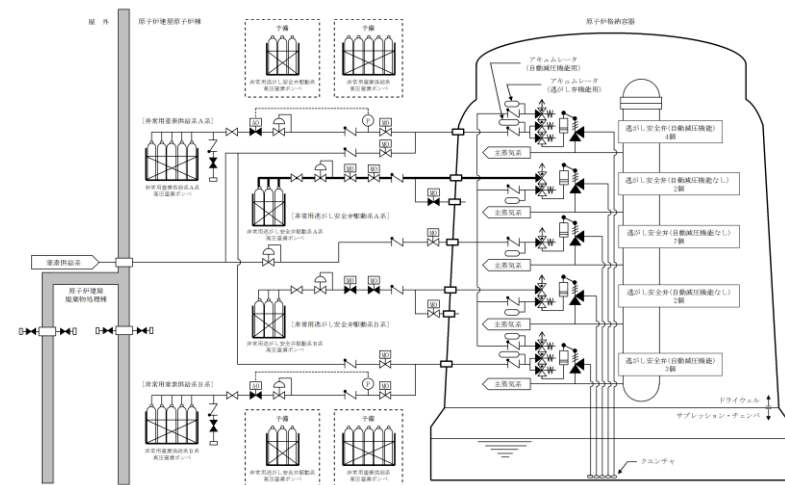 屋 外
原子炉建屋原子炉棟
予備
非常用逃がし安全弁駆動系
高圧窒素ボンベ
予備
非常用窒素供給系
高圧窒素ボンベ
原子炉格納容器
アキュムレータ
(自動減圧機能用)
アキュムレータ
(逃がし弁機能用)
[非常用窒素供給系A系]
AO
P
MO
MO
非常用窒素供給系A系
高圧窒素ボンベ
逃がし安全弁(自動減圧機能)
4個
主蒸気系
MO
MO
MO
[非常用逃がし安全弁駆動系A系]
非常用逃がし安全弁駆動系A系
高圧窒素ボンベ
逃がし安全弁(自動減圧機能なし)
2個
主蒸気系
窒素供給系
MO
逃がし安全弁(自動減圧機能なし)
7個
主蒸気系
原子炉建屋
廃棄物処理棟
MO
MO
MO
[非常用逃がし安全弁駆動系B系]
非常用逃がし安全弁駆動系B系
高圧窒素ボンベ
逃がし安全弁(自動減圧機能なし)
2個
主蒸気系
MO
逃がし安全弁(自動減圧機能)
3個
主蒸気系
[非常用窒素供給系B系]
AO
P
MO
非常用窒素供給系B系
高圧窒素ボンベ
ドライウェル
サプレッション・チェンバ
予備
非常用逃がし安全弁駆動系
高圧窒素ボンベ
予備
非常用窒素供給系
高圧窒素ボンベ
クエンチャ